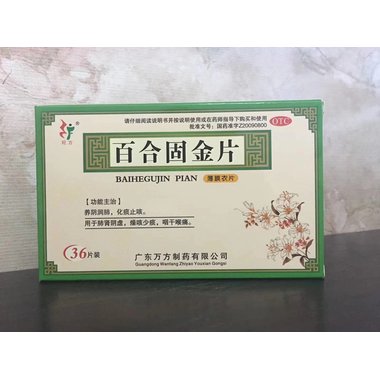 请仔细阅读说明书并按说明使用或在药师指导下购买和使用
批准文号：国药准字Z20090800
OTC
®
百合固金片
BAIHEGUJIN PIAN
薄膜衣片
【功能主治】
养阴润肺，化痰止咳。
用于肺肾阴虚，燥咳少痰，咽干喉痛。
36片装
广东万方制药有限公司
Guangdong Wanfang Zhiyao Youxian Gongsi